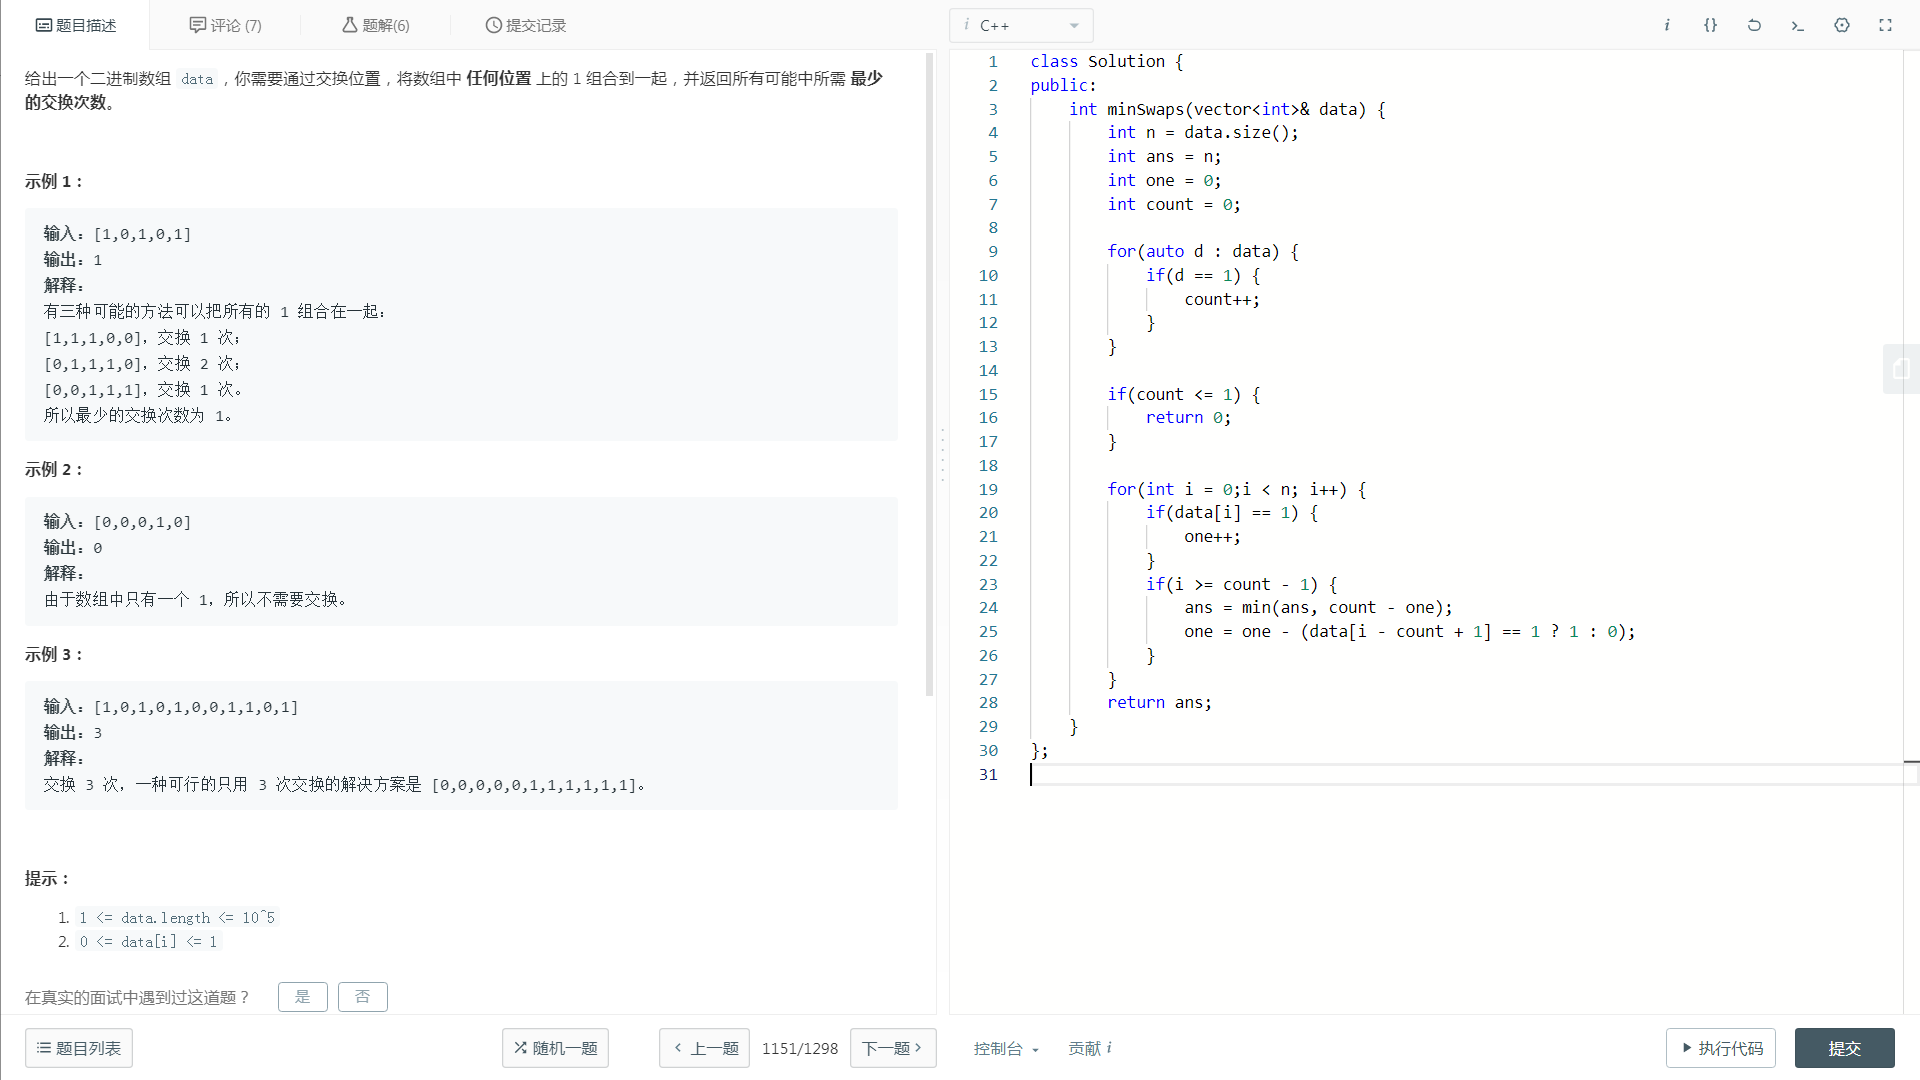 题目描述
评论 (7)
题解(6)
提交记录
给出一个二进制数组 data ，你需要通过交换位置，将数组中 任何位置 上的 1 组合到一起，并返回所有可能中所需 最少
的交换次数。
示例 1：
输入：[1,0,1,0,1]
输出：1
解释：
有三种可能的方法可以把所有的 1 组合在一起：
[1,1,1,0,0]，交换 1 次；
[0,1,1,1,0]，交换 2 次；
[0,0,1,1,1]，交换 1 次。
所以最少的交换次数为 1。
示例 2：
输入：[0,0,0,1,0]
输出：0
解释：
由于数组中只有一个 1，所以不需要交换。
示例 3：
输入：[1,0,1,0,1,0,0,1,1,0,1]
输出：3
解释：
交换 3 次，一种可行的只用 3 次交换的解决方案是 [0,0,0,0,0,1,1,1,1,1,1]。
提示：
1. 1 <= data.length <= 10^5
2. 0 <= data[i] <= 1
在真实的面试中遇到过这道题？ 是 否
题目列表
随机一题
上一题
1151/1298
下一题
i C++
i {}
1 class Solution {
2 public:
3     int minSwaps(vector<int>& data) {
4         int n = data.size();
5         int ans = n;
6         int one = 0;
7         int count = 0;
8
9         for(auto d : data) {
10             if(d == 1) {
11                 count++;
12             }
13         }
14
15         if(count <= 1) {
16             return 0;
17         }
18
19         for(int i = 0;i < n; i++) {
20             if(data[i] == 1) {
21                 one++;
22             }
23             if(i >= count - 1) {
24                 ans = min(ans, count - one);
25                 one = one - (data[i - count + 1] == 1 ? 1 : 0);
26             }
27         }
28         return ans;
29     }
30 };
31
控制台
贡献 i
执行代码
提交